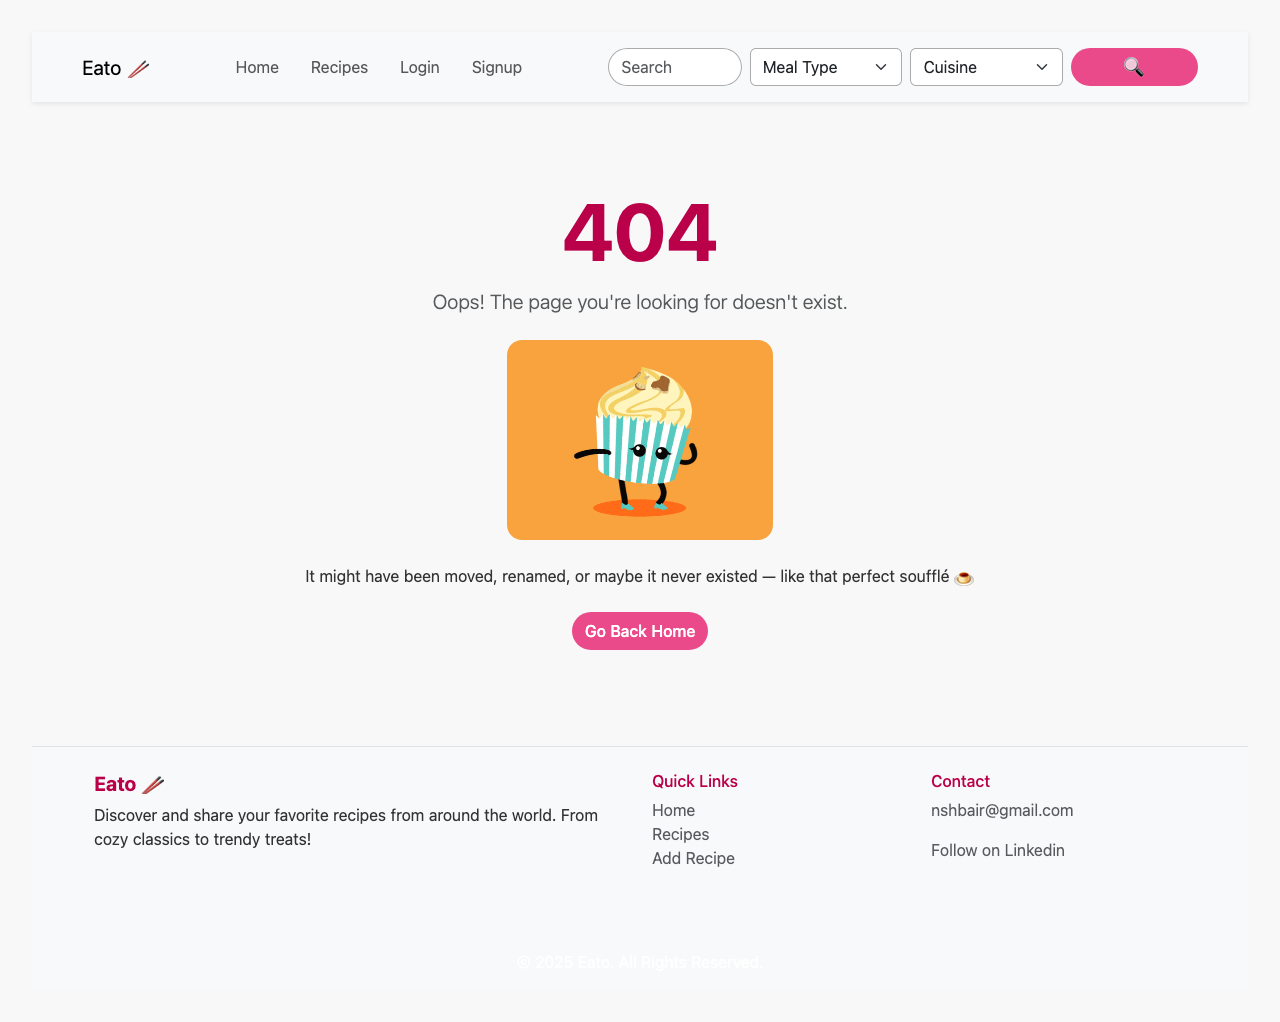 Eato 🥢
Home Recipes Login Signup Search Meal Type Cuisine 🔍
404
Oops! The page you're looking for doesn't exist.
It might have been moved, renamed, or maybe it never existed — like that perfect soufflé 🍮
Go Back Home
Eato 🥢
Discover and share your favorite recipes from around the world. From
cozy classics to trendy treats!
Quick Links
Home
Recipes
Add Recipe
Contact
nshbair@gmail.com
Follow on Linkedin
© 2025 Eato. All Rights Reserved.